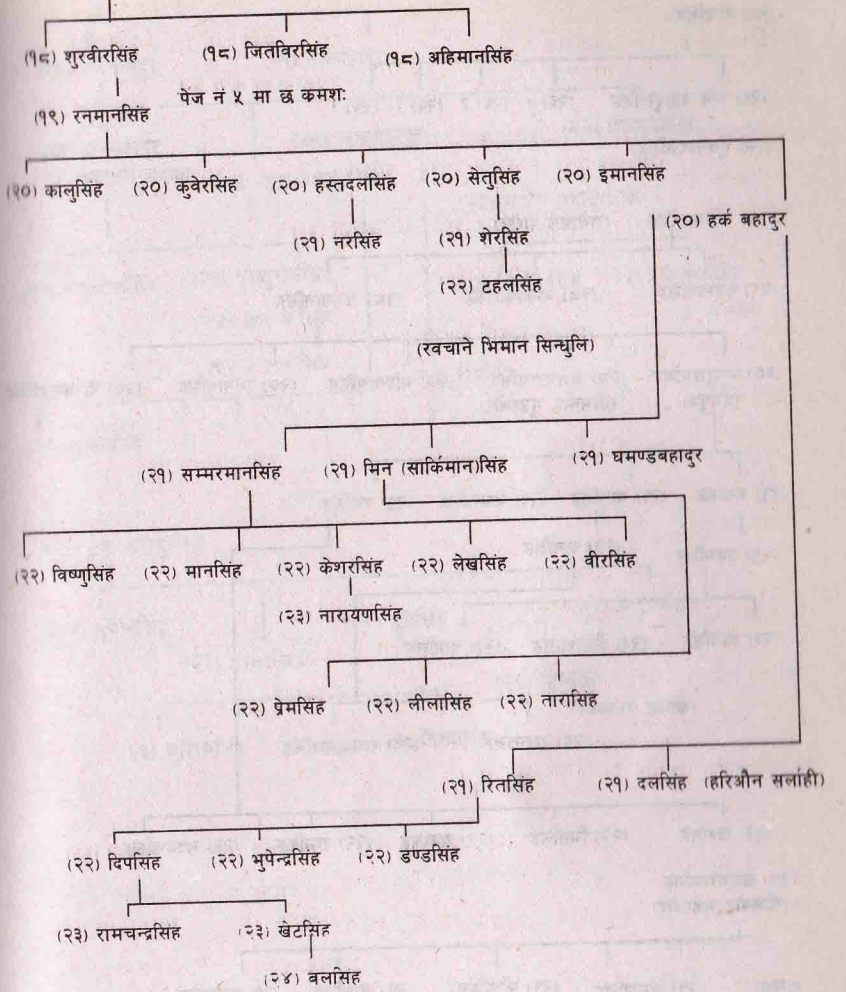 (१८) शुरवीरसिंह (१८) जितविरसिंह (१८) अहिमानसिंह
पेज नं ५ मा छ कमशः
(१९) रनमानसिंह
(२०) कालुसिंह (२०) कुवेरसिंह (२०) हस्तदलसिंह (२०) सेतुसिंह (२०) इमानसिंह
(२०) हर्क बहादुर
(२१) नरसिंह (२१) शेरसिंह
(२२) टहलसिंह
(रवचाने भिमान सिन्धुलि)
(२१) सम्मरमानसिंह (२१) मिन (सार्किमान)सिंह (२१) घमण्डबहादुर
(२२) विष्णुसिंह (२२) मानसिंह (२२) केशरसिंह (२२) लेखसिंह (२२) वीरसिंह
(२३) नारायणसिंह
(२२) प्रेमसिंह (२२) लीलासिंह (२२) तारासिंह
(२१) रितसिंह (२१) दलसिंह (हरिऔन सर्लाही)
(२२) दिपसिंह (२२) भुपेन्द्रसिंह (२२) डण्डसिंह
(२३) रामचन्द्रसिंह (२३) खेटसिंह
(२४) बलसिंह